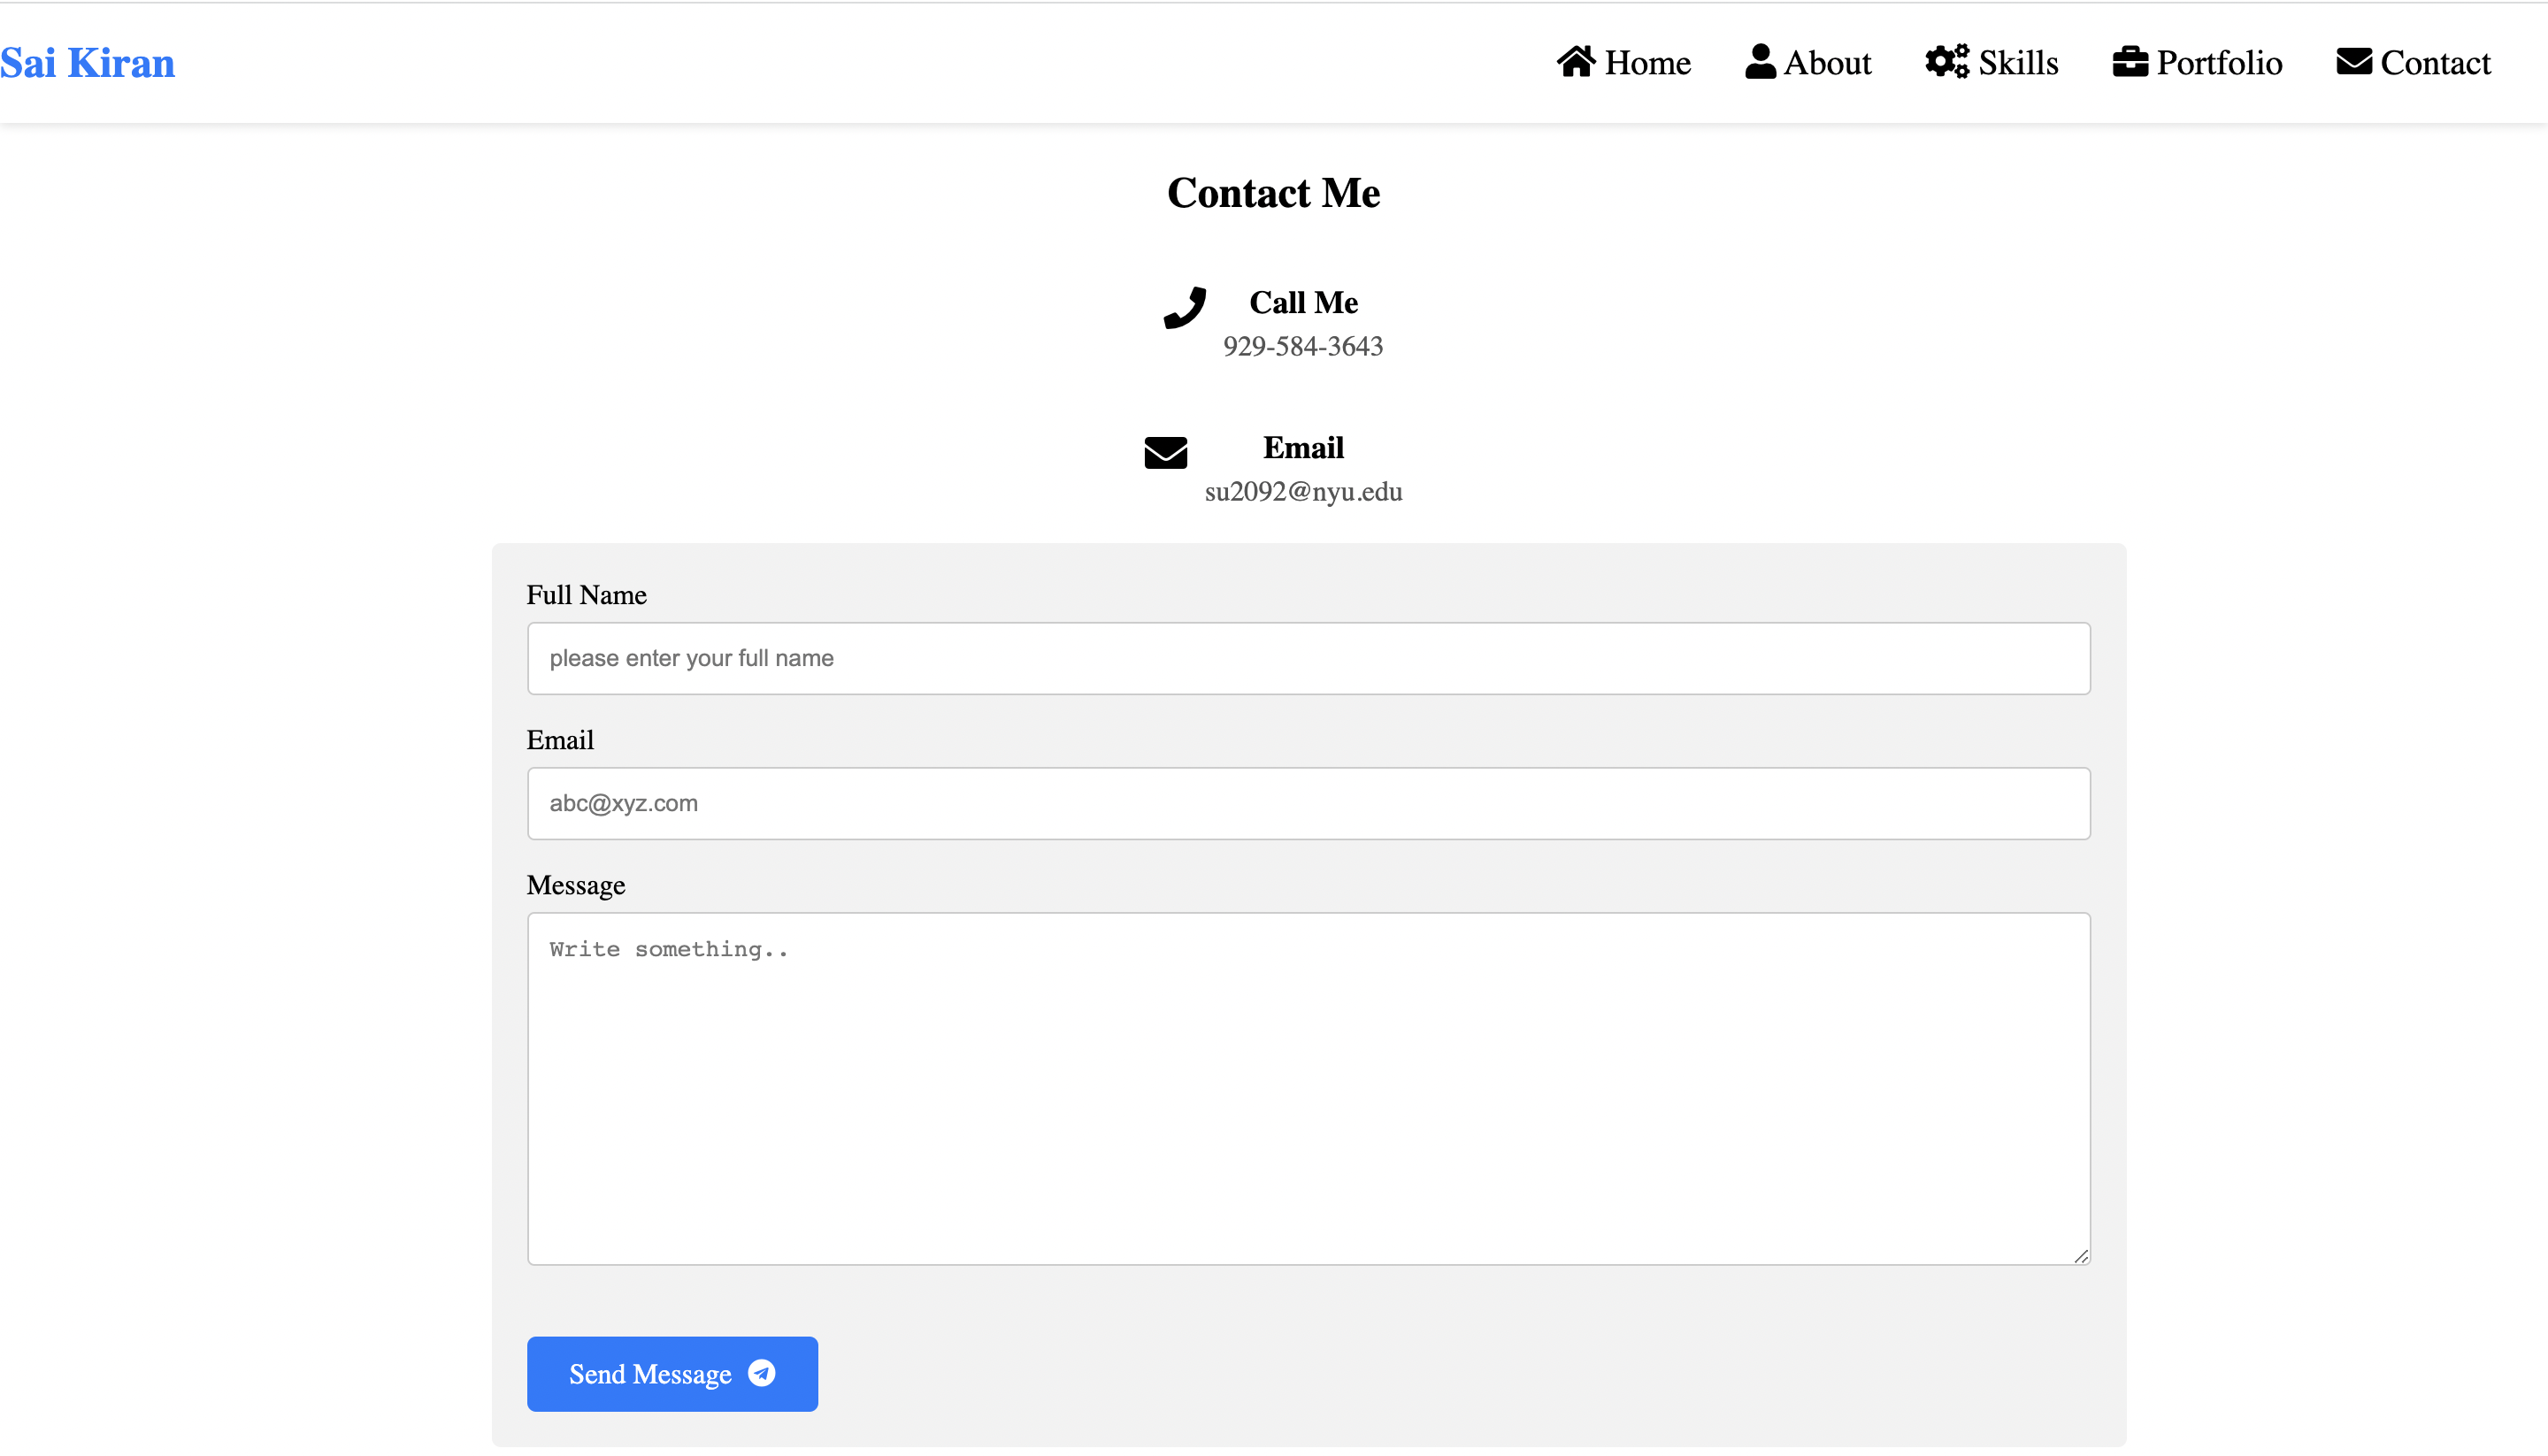 Sai Kiran
Home About Skills Portfolio Contact
Contact Me
Call Me
929-584-3643
Email
su2092@nyu.edu
Full Name
please enter your full name
Email
abc@xyz.com
Message
Write something..
Send Message